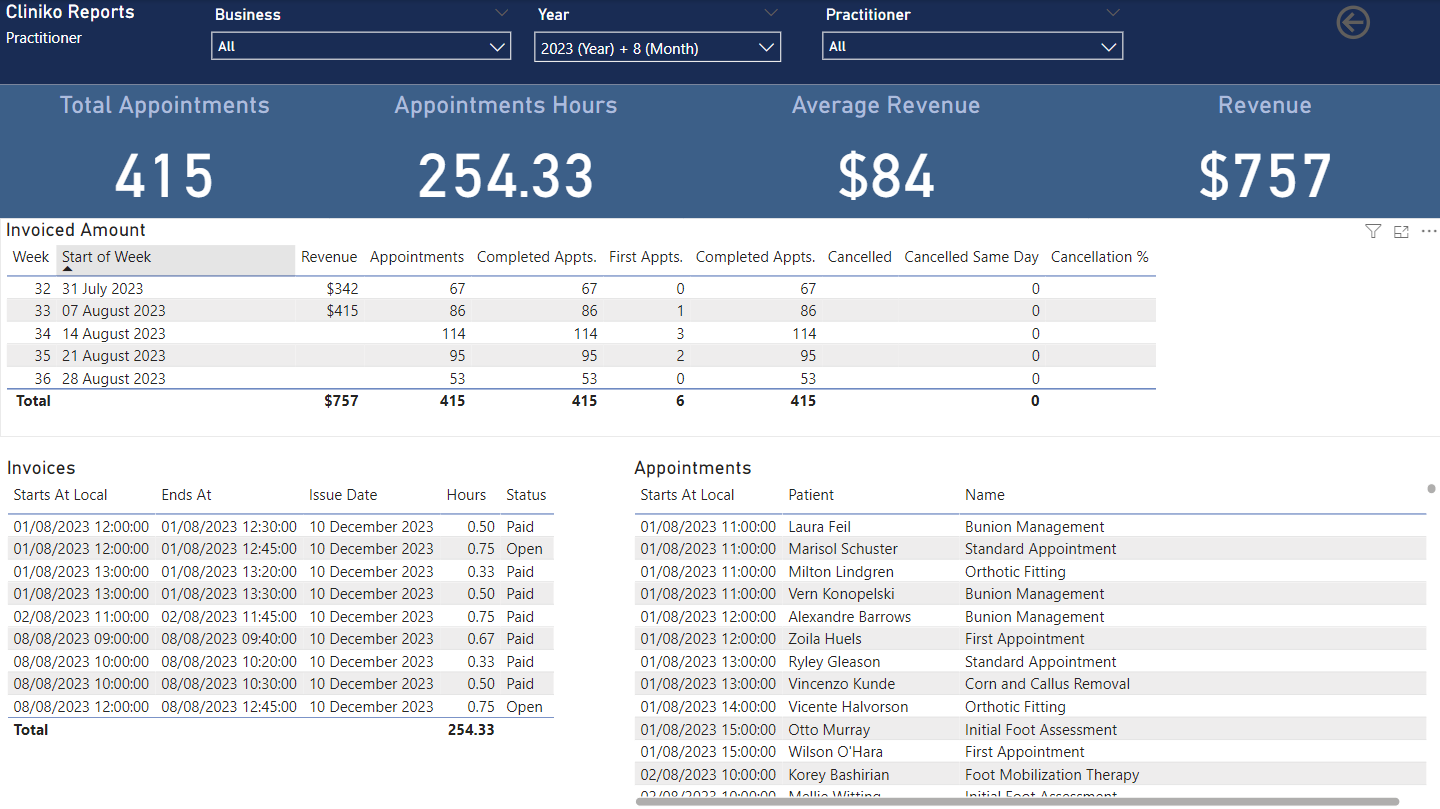 Cliniko Reports
Practitioner
Business
All
Year
2023 (Year) + 8 (Month)
Practitioner
All
Total Appointments Appointments Hours Average Revenue Revenue
415 254.33 $84 $757
Invoiced Amount
Week Start of Week Revenue Appointments Completed Appts. First Appts. Completed Appts. Cancelled Cancelled Same Day Cancellation %
32 31 July 2023 $342 67 67 0 67 0
33 07 August 2023 $415 86 86 1 86 0
34 14 August 2023 114 114 3 114 0
35 21 August 2023 95 95 2 95 0
36 28 August 2023 53 53 0 53 0
Total $757 415 415 6 415 0
Invoices
Starts At Local Ends At Issue Date Hours Status
01/08/2023 12:00:00 01/08/2023 12:30:00 10 December 2023 0.50 Paid
01/08/2023 12:00:00 01/08/2023 12:45:00 10 December 2023 0.75 Open
01/08/2023 13:00:00 01/08/2023 13:20:00 10 December 2023 0.33 Paid
01/08/2023 13:00:00 01/08/2023 13:30:00 10 December 2023 0.50 Paid
02/08/2023 11:00:00 02/08/2023 11:45:00 10 December 2023 0.75 Paid
08/08/2023 09:00:00 08/08/2023 09:40:00 10 December 2023 0.67 Paid
08/08/2023 10:00:00 08/08/2023 10:20:00 10 December 2023 0.33 Paid
08/08/2023 10:00:00 08/08/2023 10:30:00 10 December 2023 0.50 Paid
08/08/2023 12:00:00 08/08/2023 12:45:00 10 December 2023 0.75 Open
Total 254.33
Appointments
Starts At Local Patient Name
01/08/2023 11:00:00 Laura Feil Bunion Management
01/08/2023 11:00:00 Marisol Schuster Standard Appointment
01/08/2023 11:00:00 Milton Lindgren Orthotic Fitting
01/08/2023 11:00:00 Vern Konopelski Bunion Management
01/08/2023 12:00:00 Alexandre Barrows Bunion Management
01/08/2023 12:00:00 Zoila Huels First Appointment
01/08/2023 13:00:00 Ryley Gleason Standard Appointment
01/08/2023 13:00:00 Vincenzo Kunde Corn and Callus Removal
01/08/2023 14:00:00 Vicente Halvorson Orthotic Fitting
01/08/2023 15:00:00 Otto Murray Initial Foot Assessment
01/08/2023 15:00:00 Wilson O'Hara First Appointment
02/08/2023 10:00:00 Korey Bashirian Foot Mobilization Therapy
02/08/2023 10:00:00 Mollie Witting Initial Foot Assessment